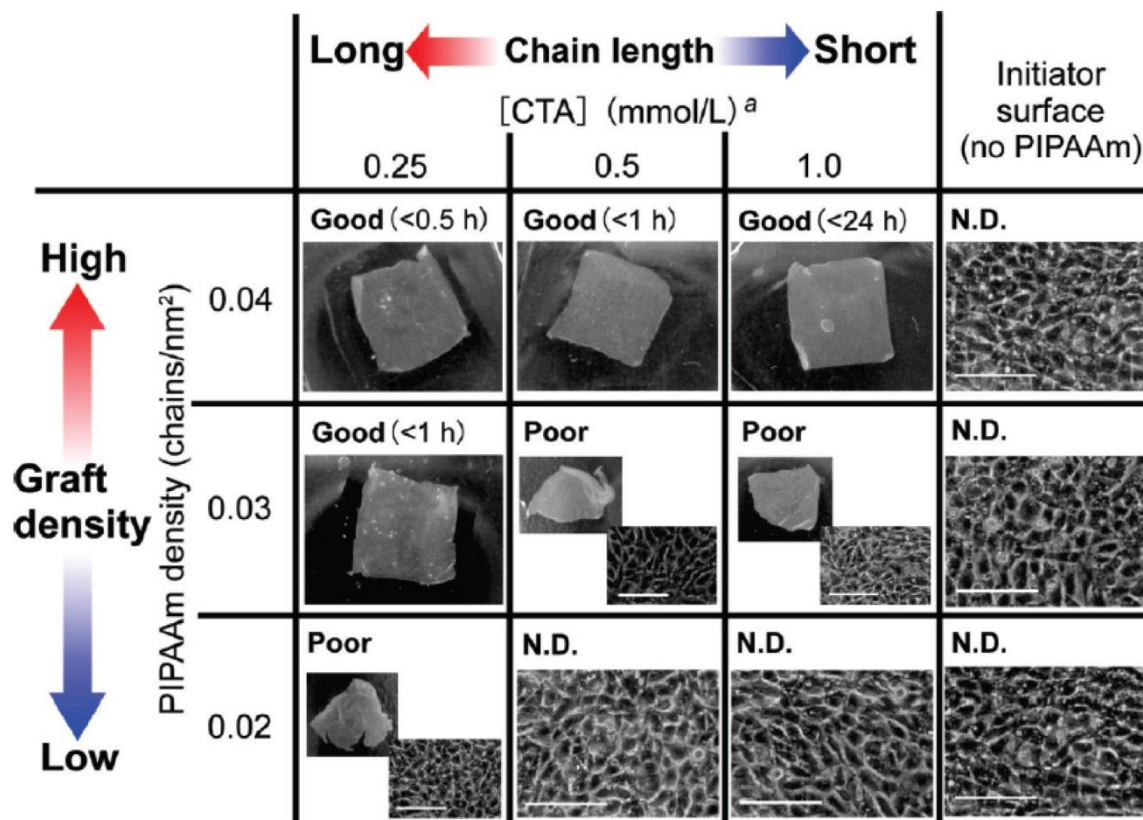 Long Chain length Short
[CTA] (mmol/L) a
0.25 0.5 1.0
Initiator
surface
(no PIPAAm)
High
Graft
density
Low
PIPAAm density (chains/nm²)
0.04
Good (<0.5 h) Good (<1 h) Good (<24 h) N.D.
0.03
Good (<1 h) Poor Poor N.D.
0.02
Poor N.D. N.D. N.D.